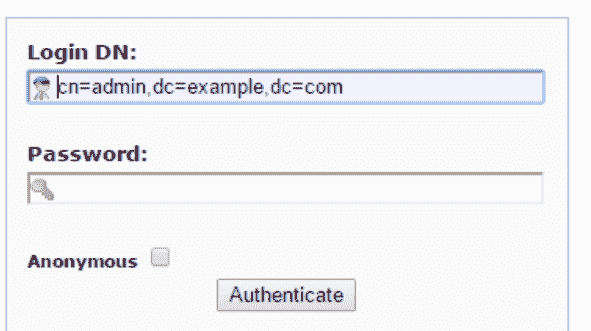 Login DN:
cn=admin,dc=example,dc=com
Password:
Anonymous
Authenticate